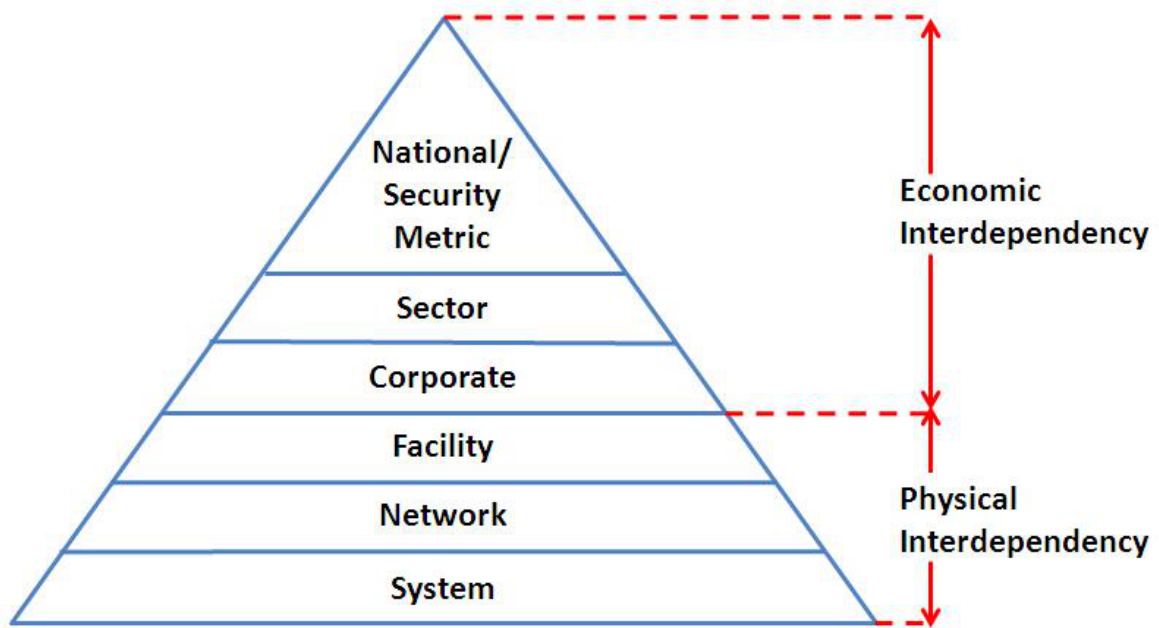 National/
Security
Metric
Sector
Corporate
Facility
Network
System
Economic
Interdependency
Physical
Interdependency